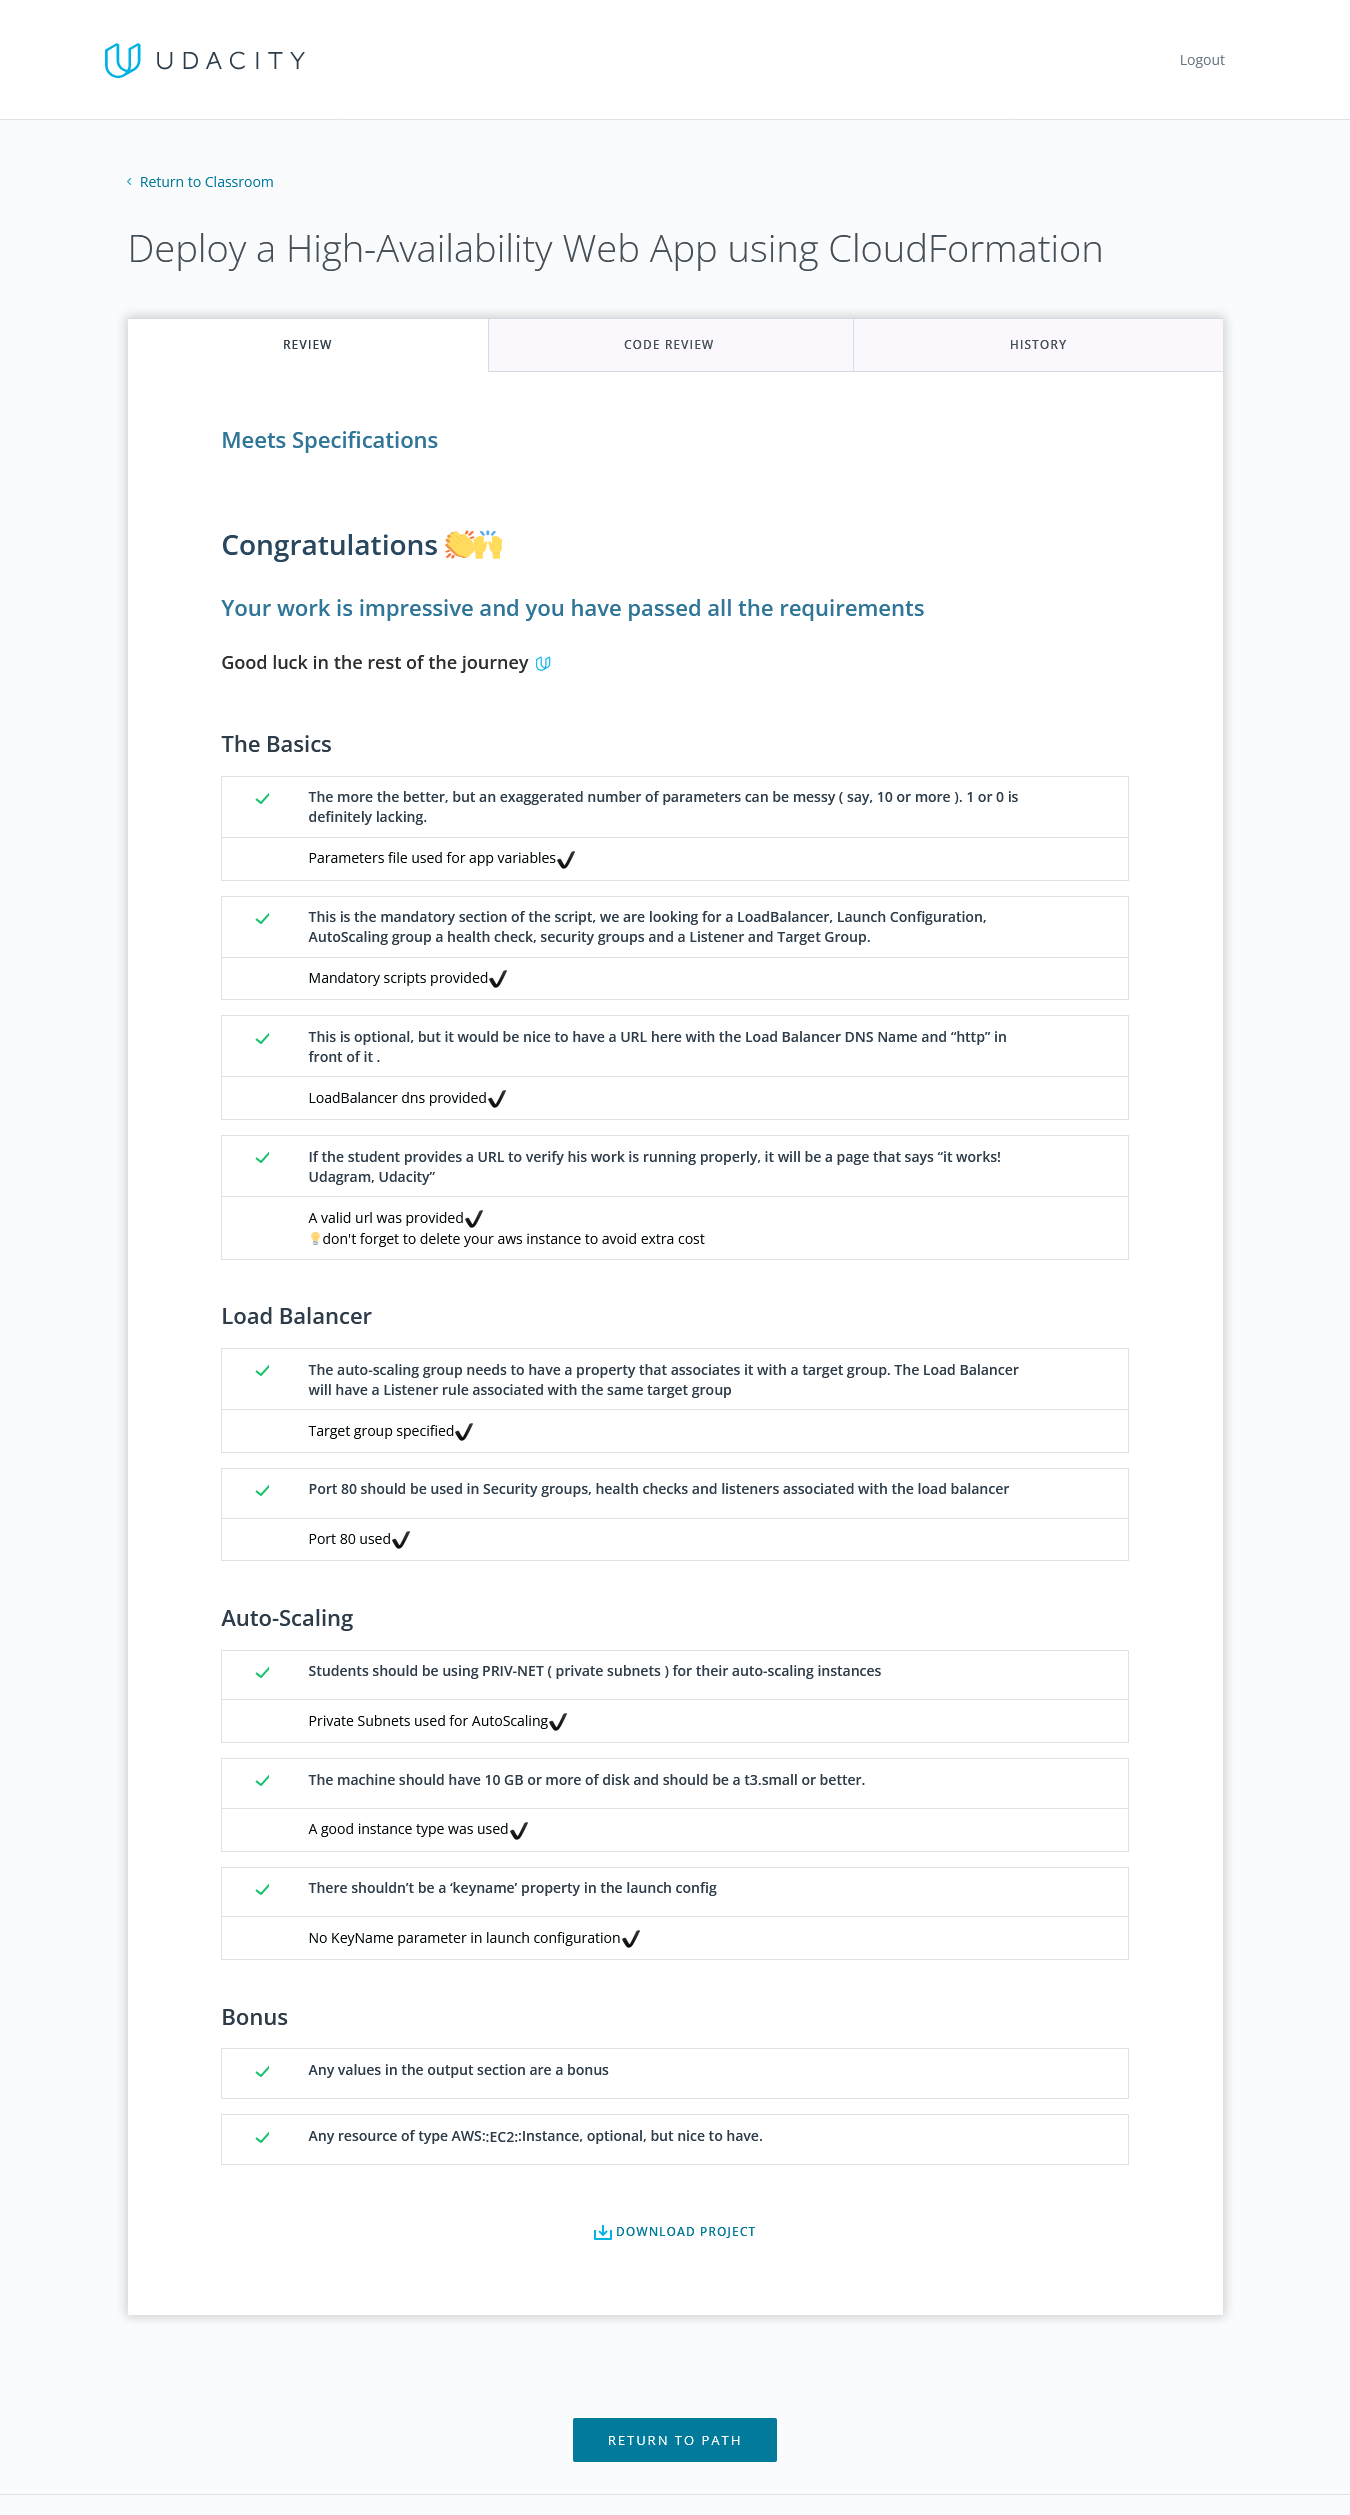 UDACITY
Logout
Return to Classroom
Deploy a High-Availability Web App using CloudFormation
REVIEW
CODE REVIEW
HISTORY
Meets Specifications
Congratulations 👏🙌
Your work is impressive and you have passed all the requirements
Good luck in the rest of the journey
The Basics
The more the better, but an exaggerated number of parameters can be messy ( say, 10 or more ). 1 or 0 is
definitely lacking.
Parameters file used for app variables✔️
This is the mandatory section of the script, we are looking for a LoadBalancer, Launch Configuration,
AutoScaling group a health check, security groups and a Listener and Target Group.
Mandatory scripts provided✔️
This is optional, but it would be nice to have a URL here with the Load Balancer DNS Name and “http” in
front of it .
LoadBalancer dns provided✔️
If the student provides a URL to verify his work is running properly, it will be a page that says “it works!
Udagram, Udacity”
A valid url was provided✔️
💡don't forget to delete your aws instance to avoid extra cost
Load Balancer
The auto-scaling group needs to have a property that associates it with a target group. The Load Balancer
will have a Listener rule associated with the same target group
Target group specified✔️
Port 80 should be used in Security groups, health checks and listeners associated with the load balancer
Port 80 used✔️
Auto-Scaling
Students should be using PRIV-NET ( private subnets ) for their auto-scaling instances
Private Subnets used for AutoScaling✔️
The machine should have 10 GB or more of disk and should be a t3.small or better.
A good instance type was used✔️
There shouldn’t be a ‘keyname’ property in the launch config
No KeyName parameter in launch configuration✔️
Bonus
Any values in the output section are a bonus
Any resource of type AWS::EC2::Instance, optional, but nice to have.
DOWNLOAD PROJECT
RETURN TO PATH